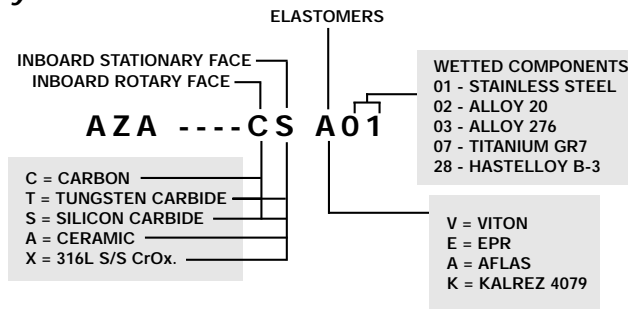 ELASTOMERS
INBOARD STATIONARY FACE
INBOARD ROTARY FACE
AZA ----CS A01
WETTED COMPONENTS
01 - STAINLESS STEEL
02 - ALLOY 20
03 - ALLOY 276
07 - TITANIUM GR7
28 - HASTELLOY B-3
C = CARBON
T = TUNGSTEN CARBIDE
S = SILICON CARBIDE
A = CERAMIC
X = 316L S/S CrOx.
V = VITON
E = EPR
A = AFLAS
K = KALREZ 4079